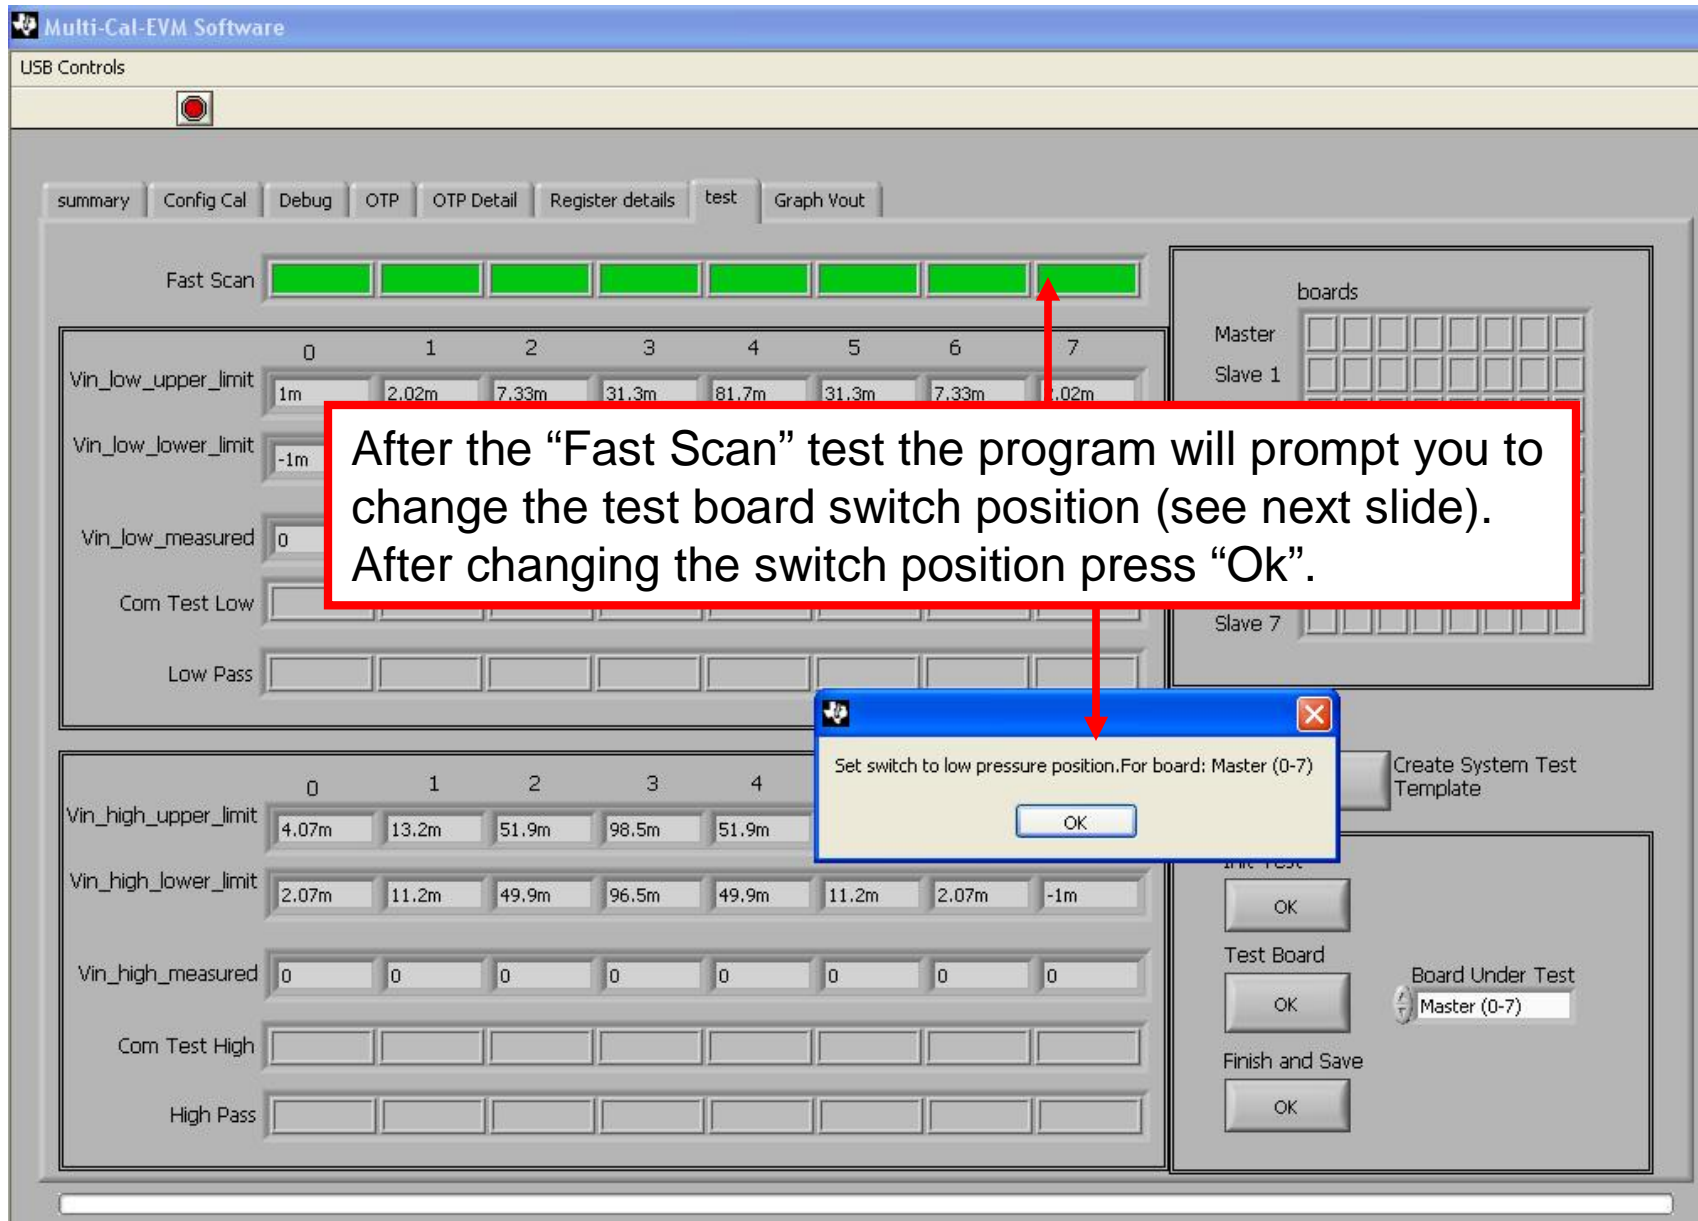 Multi-Cal-EVM Software
USB Controls
summary Config Cal Debug OTP OTP Detail Register details test Graph Vout
Fast Scan
boards
Master
Slave 1
Slave 7
0 1 2 3 4 5 6 7
Vin_low_upper_limit 1m 2.02m 7.33m 31.3m 81.7m 31.3m 7.33m 2.02m
Vin_low_lower_limit -1m
Vin_low_measured 0
Com Test Low
Low Pass
After the “Fast Scan” test the program will prompt you to
change the test board switch position (see next slide).
After changing the switch position press “Ok”.
Set switch to low pressure position.For board: Master (0-7)
OK
Create System Test
Template
0 1 2 3 4
Vin_high_upper_limit 4.07m 13.2m 51.9m 98.5m 51.9m
Vin_high_lower_limit 2.07m 11.2m 49.9m 96.5m 49.9m 11.2m 2.07m -1m
Vin_high_measured 0 0 0 0 0 0 0 0
Com Test High
High Pass
Init Test
OK
Test Board
OK
Board Under Test
Master (0-7)
Finish and Save
OK